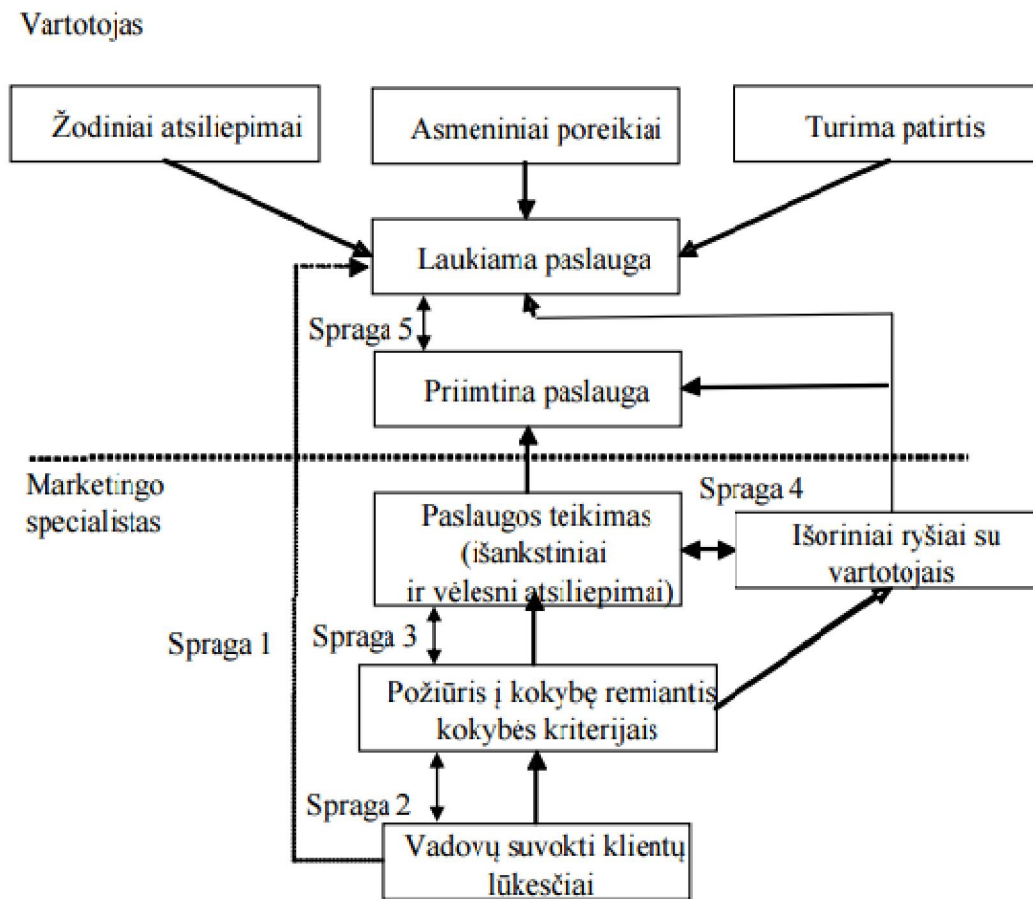 Vartotojas
Žodiniai atsiliepimai
Asmeniniai poreikiai
Turima patirtis
Laukiama paslauga
Spraga 5
Priimtina paslauga
Marketingo
specialistas
Paslaugos teikimas
(išankstiniai
ir vėlesni atsiliepimai)
Spraga 4
Išoriniai ryšiai su
vartotojais
Spraga 1
Spraga 3
Požiūris į kokybę remiantis
kokybės kriterijais
Spraga 2
Vadovų suvokti klientų
lūkesčiai